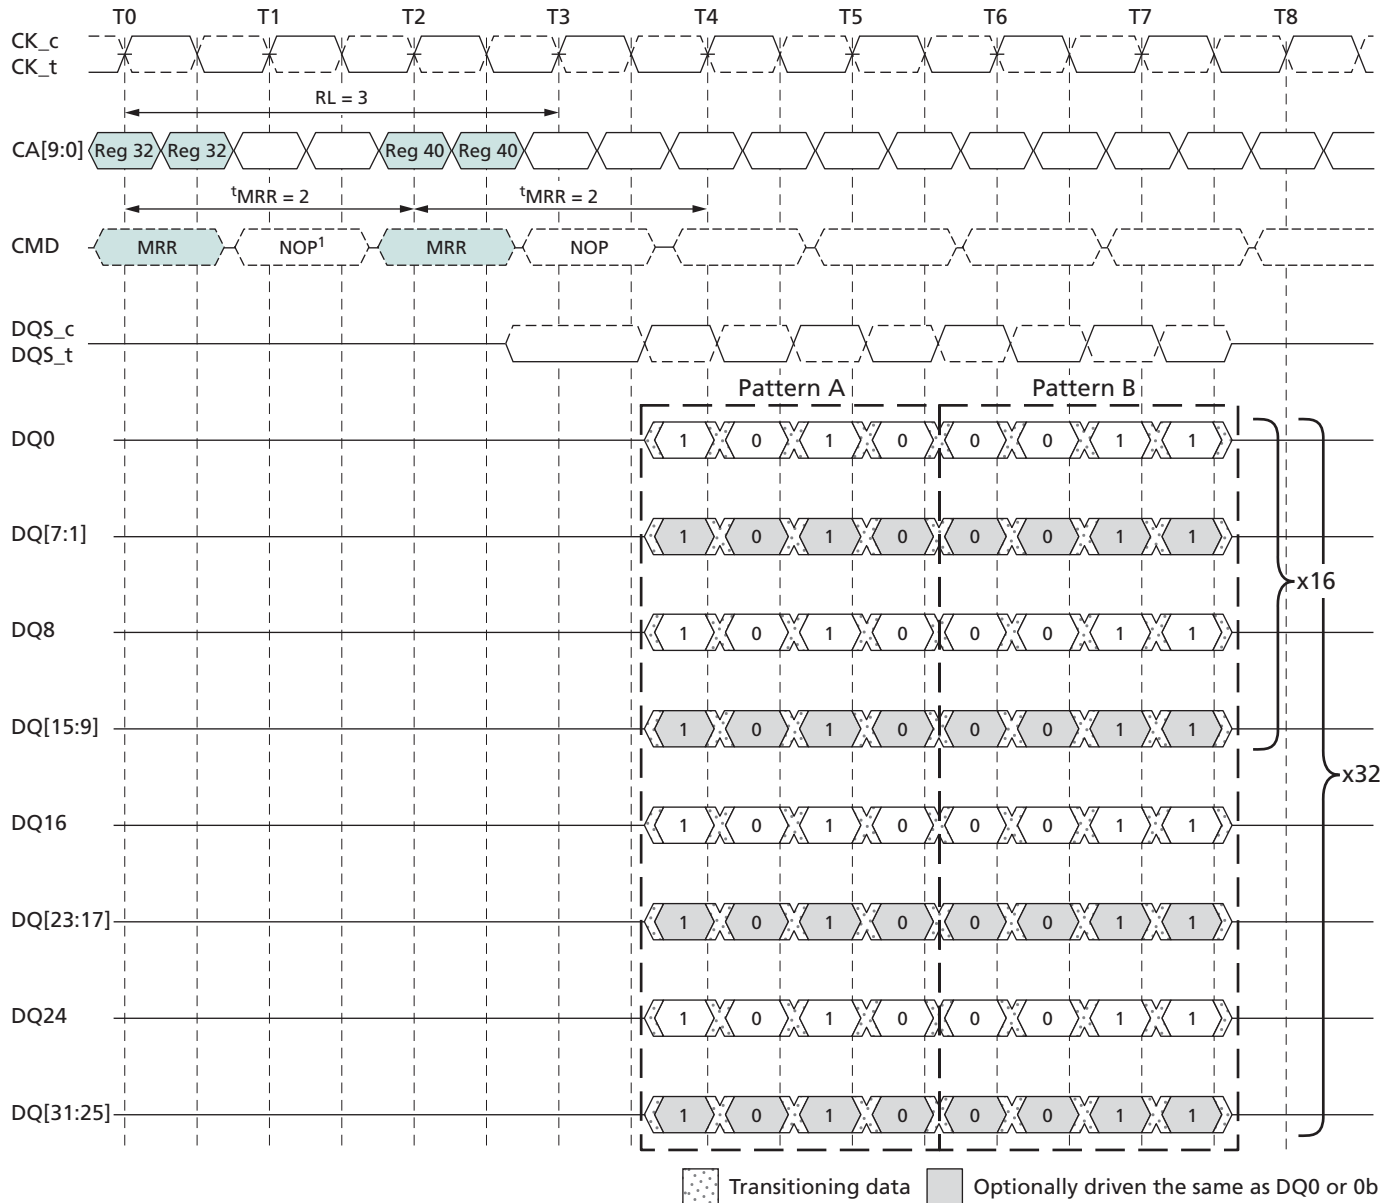 T0 T1 T2 T3 T4 T5 T6 T7 T8
CK_c
CK_t
RL = 3
CA[9:0] Reg 32 Reg 32 Reg 40 Reg 40
tMRR = 2 tMRR = 2
CMD MRR NOP1 MRR NOP
DQS_c
DQS_t
Pattern A Pattern B
DQ0 1 0 1 0 0 0 1 1
DQ[7:1] 1 0 1 0 0 0 1 1
x16
DQ8 1 0 1 0 0 0 1 1
DQ[15:9] 1 0 1 0 0 0 1 1
x32
DQ16 1 0 1 0 0 0 1 1
DQ[23:17] 1 0 1 0 0 0 1 1
DQ24 1 0 1 0 0 0 1 1
DQ[31:25] 1 0 1 0 0 0 1 1
Transitioning data Optionally driven the same as DQ0 or 0b